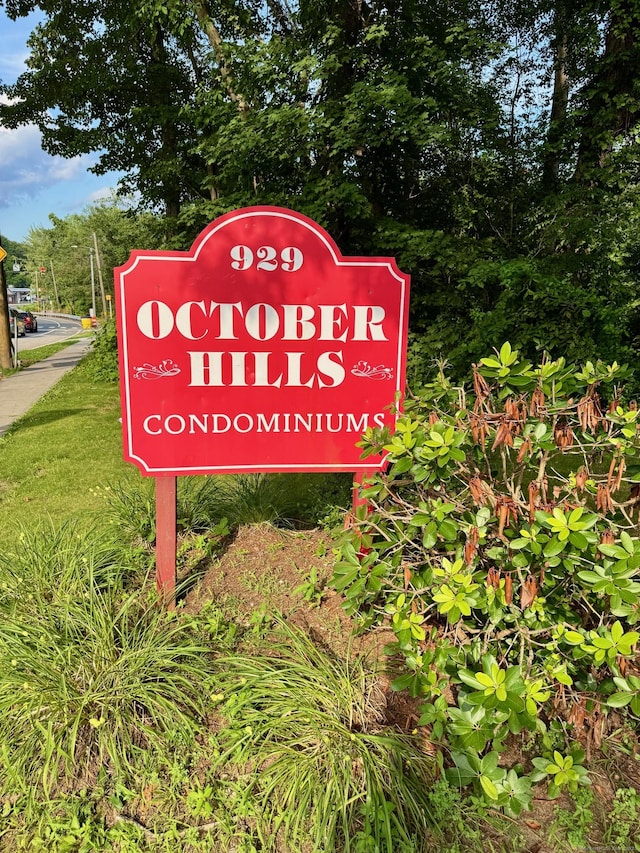 929
OCTOBER
HILLS
CONDOMINIUMS